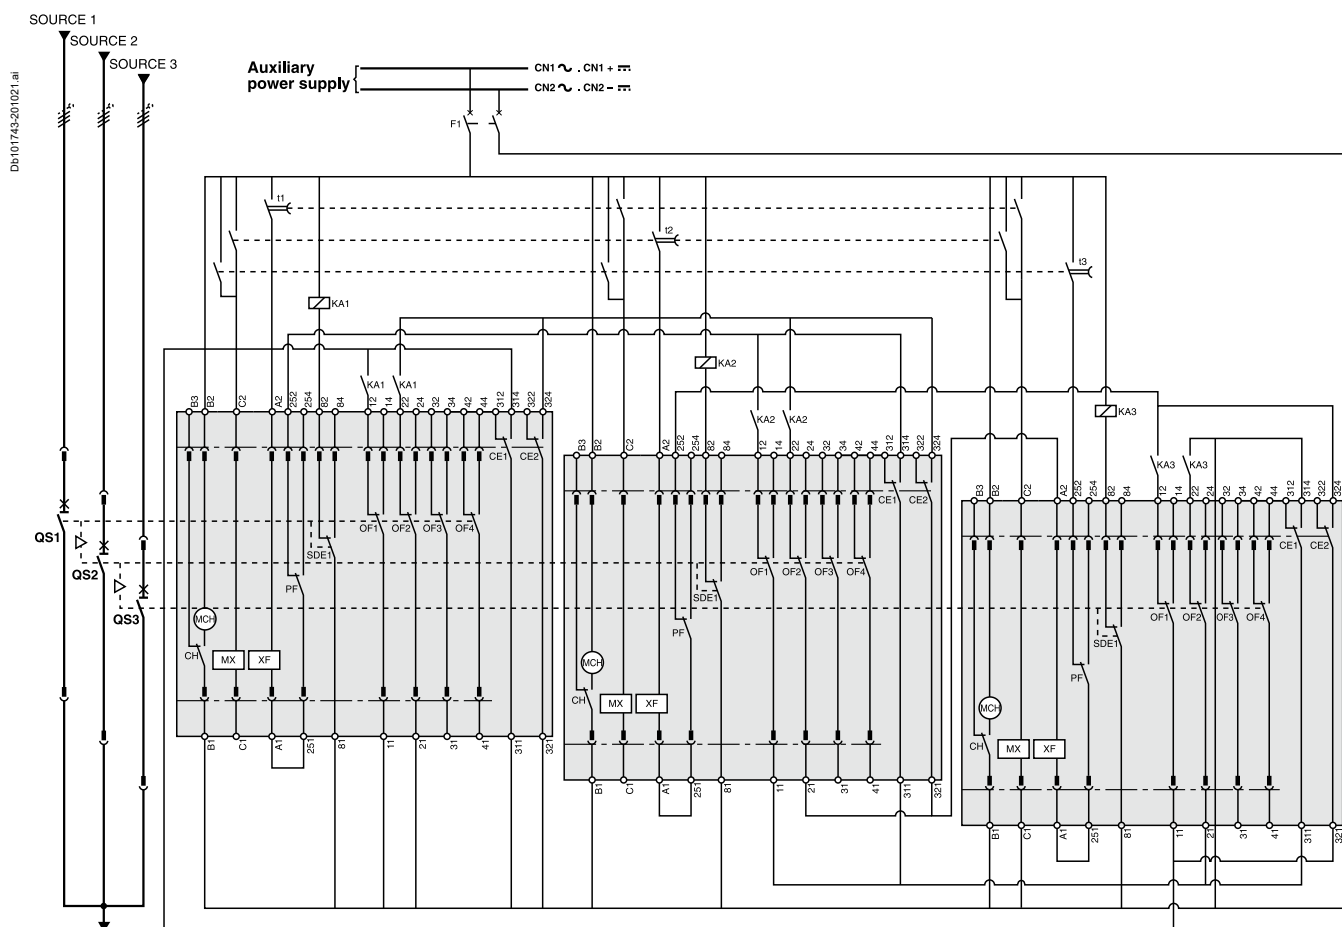 SOURCE 1
SOURCE 2
SOURCE 3
Db101743-201021.ai
Auxiliary
power supply
CN1 . CN1 +
CN2 . CN2 –
F1
t1
t2
t3
KA1
KA2
KA3
KA1 KA1
B3 B2 C2 A2 252 254 82 84 12 14 22 24 32 34 42 44 312 314 322 324
CE1 CE2
QS1
OF1 OF2 OF3 OF4
SDE1
PF
MCH
CH
MX XF
B1 C1 A1 251 81 11 21 31 41 311 321
KA2 KA2
B3 B2 C2 A2 252 254 82 84 12 14 22 24 32 34 42 44 312 314 322 324
CE1 CE2
QS2
OF1 OF2 OF3 OF4
SDE1
PF
MCH
CH
MX XF
B1 C1 A1 251 81 11 21 31 41 311 321
KA3 KA3
B3 B2 C2 A2 252 254 82 84 12 14 22 24 32 34 42 44 312 314 322 324
CE1 CE2
QS3
OF1 OF2 OF3 OF4
SDE1
PF
MCH
CH
MX XF
B1 C1 A1 251 81 11 21 31 41 311 321